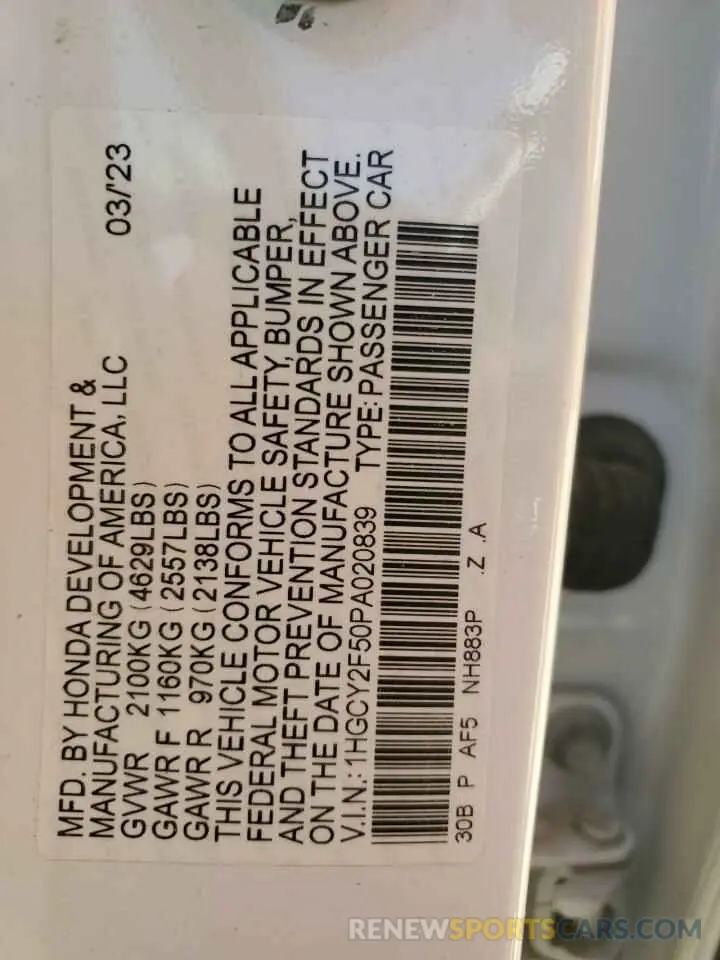 MFD. BY HONDA DEVELOPMENT &
MANUFACTURING OF AMERICA, LLC 03/'23
GVWR 2100KG (4629LBS)
GAWR F 1160KG (2557LBS)
GAWR R 970KG (2138LBS)
THIS VEHICLE CONFORMS TO ALL APPLICABLE
FEDERAL MOTOR VEHICLE SAFETY, BUMPER,
AND THEFT PREVENTION STANDARDS IN EFFECT
ON THE DATE OF MANUFACTURE SHOWN ABOVE.
V.I.N.: 1HGCY2F50PA020839 TYPE: PASSENGER CAR
30B P AF5 NH883P .Z .A
RENEWSPORTSCARS.COM